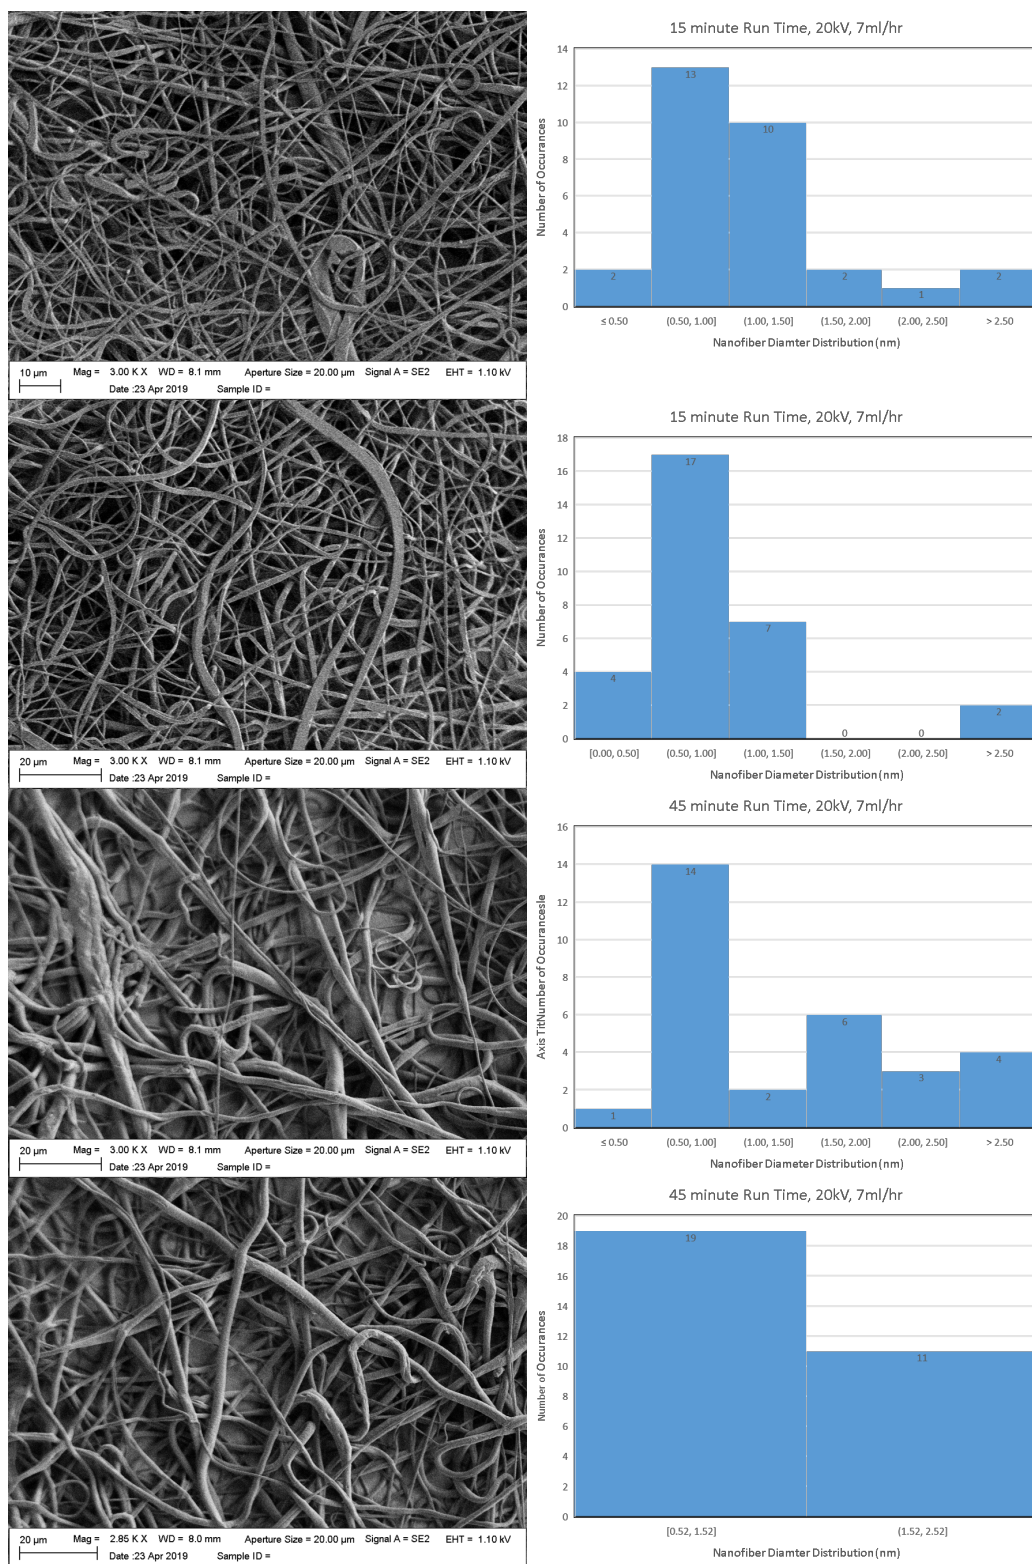 15 minute Run Time, 20kV, 7ml/hr
14
12
10
8
6
4
2
0
Number of Occurances
2
13
10
2
1
2
≤ 0.50 (0.50, 1.00] (1.00, 1.50] (1.50, 2.00] (2.00, 2.50] > 2.50
Nanofiber Diamter Distribution (nm)
10 µm Mag = 3.00 K X WD = 8.1 mm Aperture Size = 20.00 µm Signal A = SE2 EHT = 1.10 kV
Date :23 Apr 2019 Sample ID =
15 minute Run Time, 20kV, 7ml/hr
18
16
14
12
10
8
6
4
2
0
Number of Occurances
4
17
7
0
0
2
[0.00, 0.50] (0.50, 1.00] (1.00, 1.50] (1.50, 2.00] (2.00, 2.50] > 2.50
Nanofiber Diameter Distribution (nm)
20 µm Mag = 3.00 K X WD = 8.1 mm Aperture Size = 20.00 µm Signal A = SE2 EHT = 1.10 kV
Date :23 Apr 2019 Sample ID =
45 minute Run Time, 20kV, 7ml/hr
16
14
12
10
8
6
4
2
0
Axis TitNumber of Occurancesle
1
14
2
6
3
4
≤ 0.50 (0.50, 1.00] (1.00, 1.50] (1.50, 2.00] (2.00, 2.50] > 2.50
Nanofiber Diameter Distribution (nm)
20 µm Mag = 3.00 K X WD = 8.1 mm Aperture Size = 20.00 µm Signal A = SE2 EHT = 1.10 kV
Date :23 Apr 2019 Sample ID =
45 minute Run Time, 20kV, 7ml/hr
20
18
16
14
12
10
8
6
4
2
0
Number of Occurances
19
11
[0.52, 1.52] (1.52, 2.52]
Nanofiber Diameter Distribution (nm)
20 µm Mag = 2.85 K X WD = 8.0 mm Aperture Size = 20.00 µm Signal A = SE2 EHT = 1.10 kV
Date :23 Apr 2019 Sample ID =